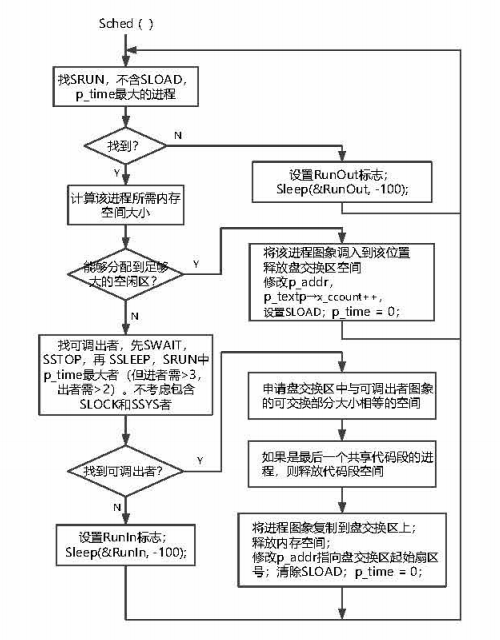 Sched ( )
找SRUN，不含SLOAD，
p_time最大的进程
找到?
N
Y
设置RunOut标志;
Sleep(&RunOut, -100);
计算该进程所需内存
空间大小
能够分配到足够
大的空闲区?
Y
N
将该进程图象调入到该位置
释放盘交换区空间
修改p_addr，
p_textp→x_ccount++，
设置SLOAD; p_time = 0;
找可调出者，先SWAIT，
SSTOP，再 SSLEEP，SRUN中
p_time最大者（但进者需>3，
出者需>2）。不考虑包含
SLOCK和SSYS者
申请盘交换区中与可调出者图象
的可交换部分大小相等的空间
如果是最后一个共享代码段的进
程，则释放代码段空间
找到可调出者?
Y
N
设置RunIn标志;
Sleep(&RunIn, -100);
将进程图象复制到盘交换区上;
释放内存空间;
修改p_addr指向盘交换区起始扇区
号; 清除SLOAD; p_time = 0;